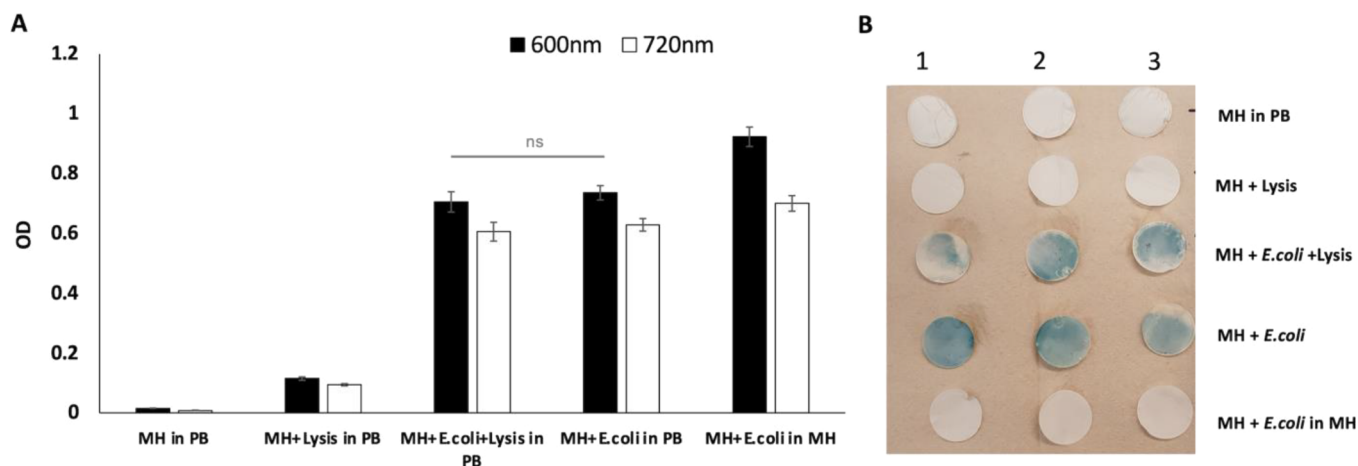 A
1.2
1
0.8
0.6
0.4
0.2
0
OD
600nm 720nm
ns
MH in PB
MH+Lysis in PB
MH+E.coli+Lysis in
PB
MH+E.coli in PB
MH+E.coli in MH
B
1 2 3
MH in PB
MH + Lysis
MH + E.coli +Lysis
MH + E.coli
MH + E.coli in MH